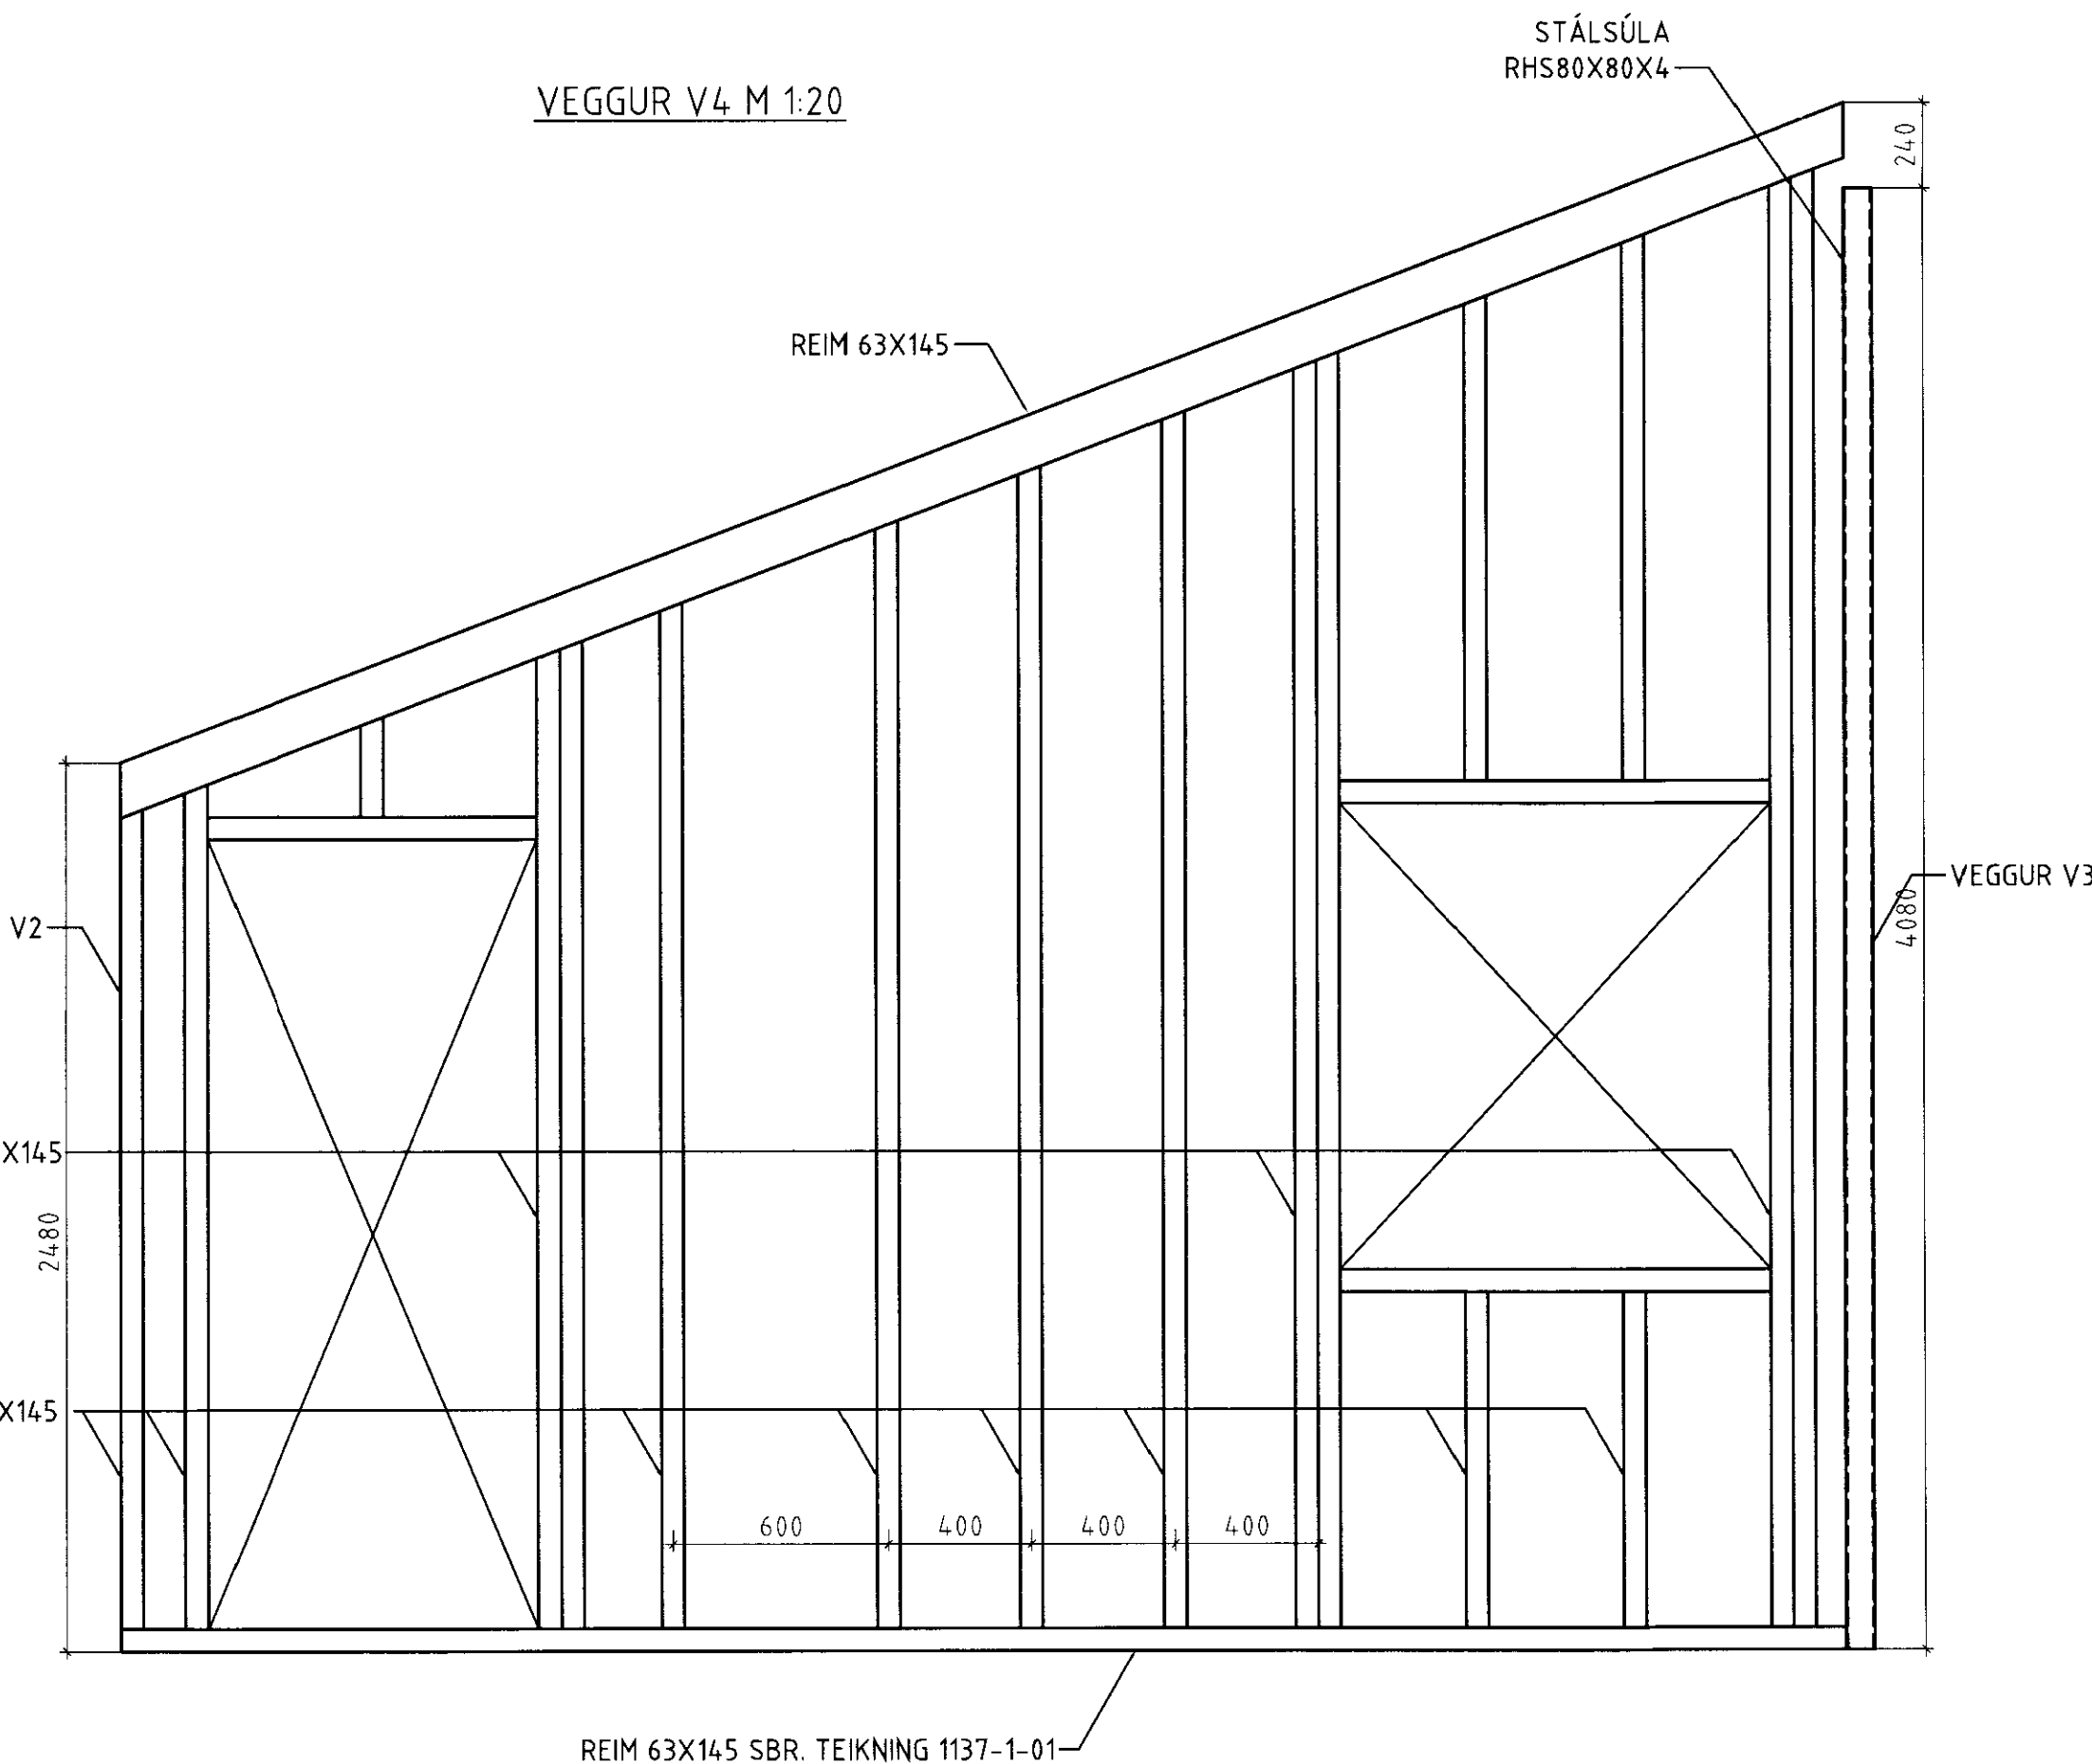 STÁLSÚLA
RHS80X80X4
VEGGUR V4 M 1:20
240
REIM 63X145
VEGGUR V3
4080
V2
X145
2480
X145
600
400
400
400
REIM 63X145 SBR. TEIKNING 1137-1-01